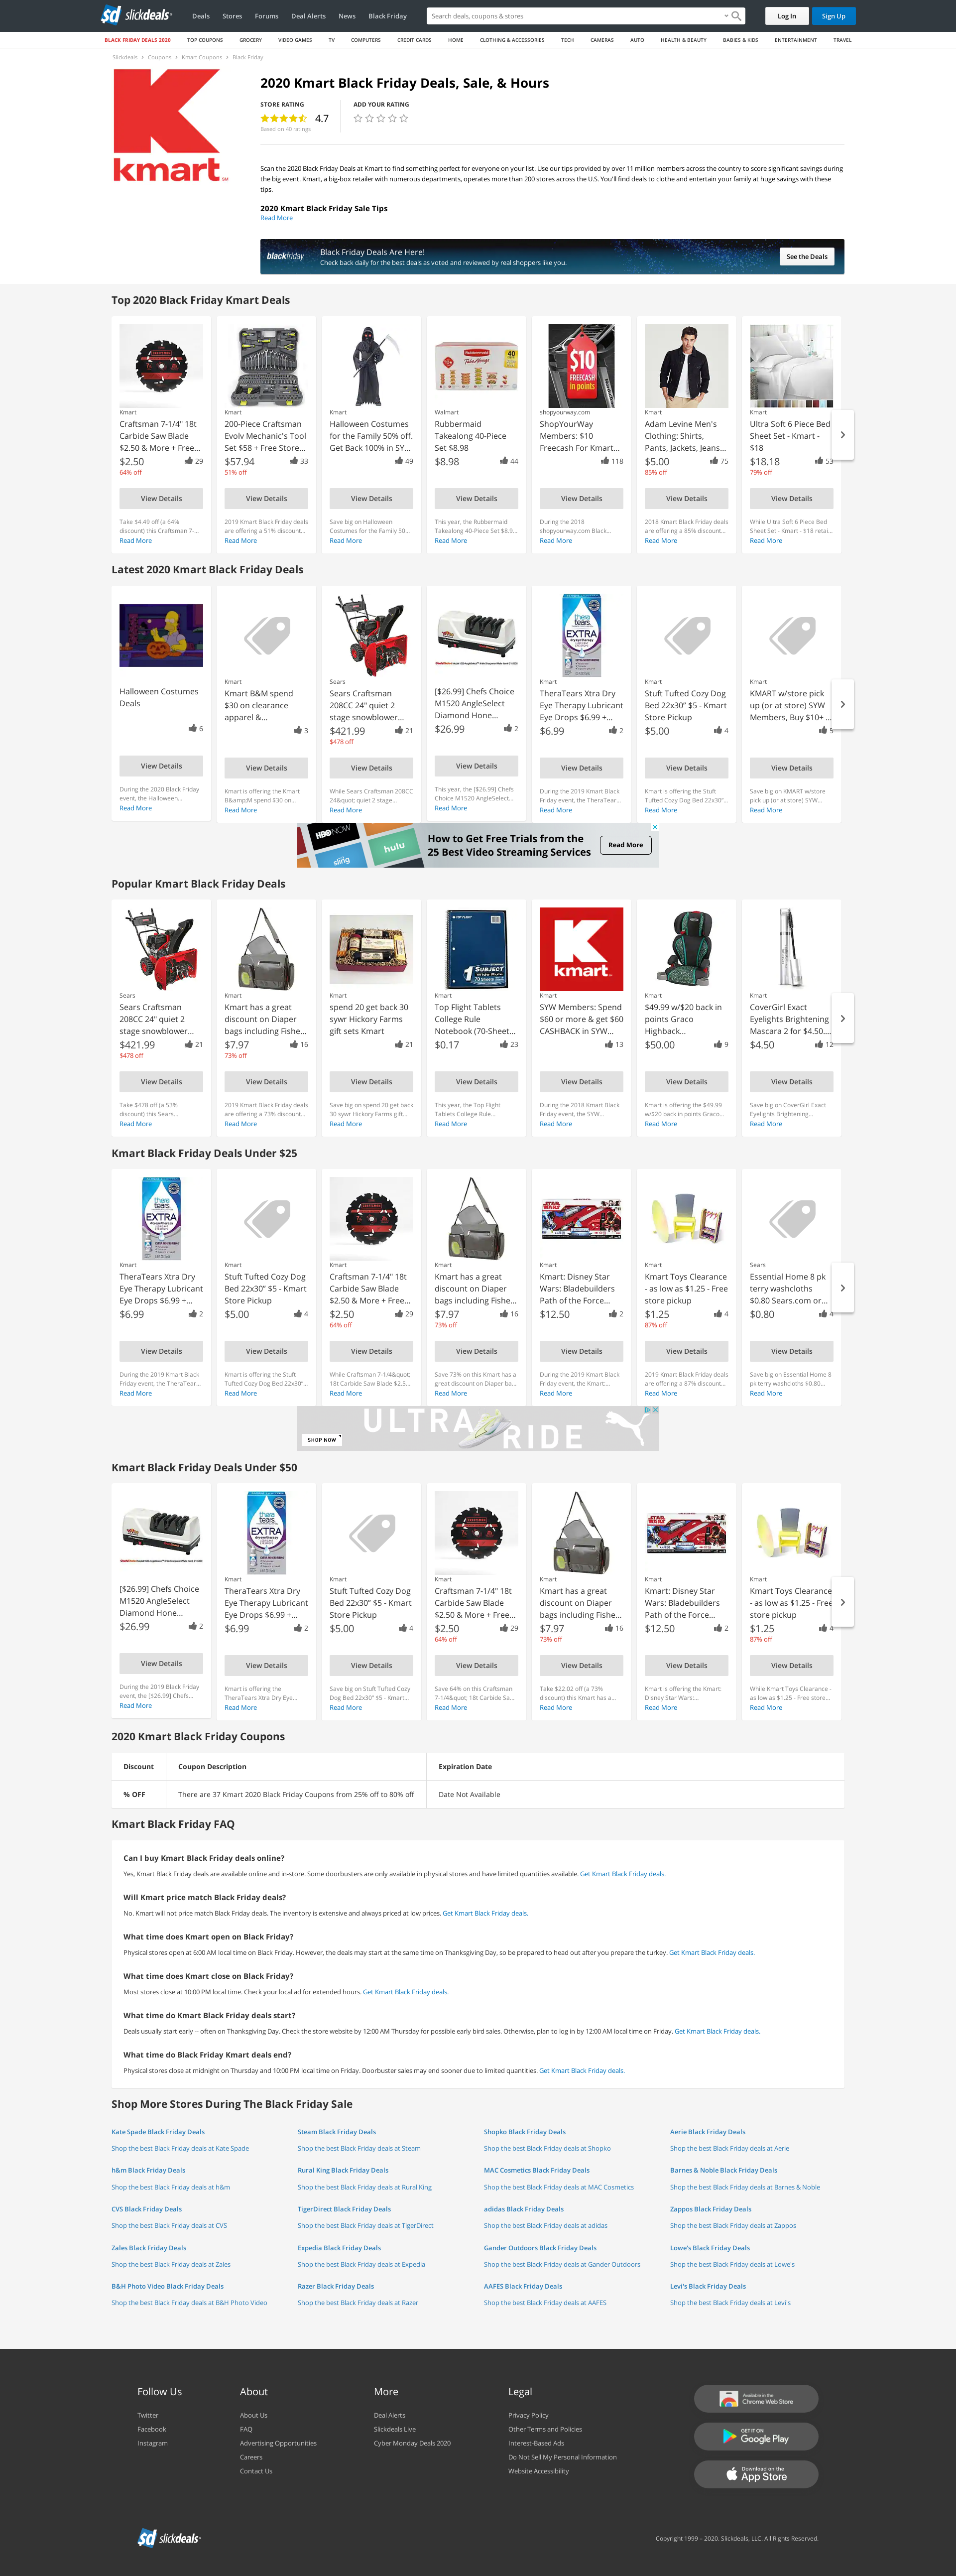 slickdeals
Deals Stores Forums Deal Alerts News Black Friday
Search deals, coupons & stores
Log In
Sign Up
BLACK FRIDAY DEALS 2020 TOP COUPONS GROCERY VIDEO GAMES TV COMPUTERS CREDIT CARDS HOME CLOTHING & ACCESSORIES TECH CAMERAS AUTO HEALTH & BEAUTY BABIES & KIDS ENTERTAINMENT TRAVEL
Slickdeals › Coupons › Kmart Coupons › Black Friday
kmart
2020 Kmart Black Friday Deals, Sale, & Hours
STORE RATING
4.7
Based on 40 ratings
ADD YOUR RATING
Scan the 2020 Black Friday Deals at Kmart to find something perfect for everyone on your list. Use our tips provided by over 11 million members across the country to score significant savings during
the big event. Kmart, a big-box retailer with numerous departments, operates more than 200 stores across the U.S. You'll find deals to clothe and entertain your family at huge savings with these
tips.
2020 Kmart Black Friday Sale Tips
Read More
blackfriday
Black Friday Deals Are Here!
Check back daily for the best deals as voted and reviewed by real shoppers like you.
See the Deals
Top 2020 Black Friday Kmart Deals
Kmart
Craftsman 7-1/4" 18t
Carbide Saw Blade
$2.50 & More + Free...
$2.50 29
64% off
View Details
Take $4.49 off (a 64%
discount) this Craftsman 7-...
Read More
Kmart
200-Piece Craftsman
Evolv Mechanic's Tool
Set $58 + Free Store...
$57.94 33
51% off
View Details
2019 Kmart Black Friday deals
are offering a 51% discount...
Read More
Kmart
Halloween Costumes
for the Family 50% off.
Get Back 100% in SY...
49
View Details
Save big on Halloween
Costumes for the Family 50...
Read More
Walmart
Rubbermaid
Takealong 40-Piece
Set $8.98
$8.98 44
View Details
This year, the Rubbermaid
Takealong 40-Piece Set $8.9...
Read More
$10
FREECASH
in points
shopyourway.com
ShopYourWay
Members: $10
Freecash For Kmart...
118
View Details
During the 2018
shopyourway.com Black...
Read More
Kmart
Adam Levine Men's
Clothing: Shirts,
Pants, Jackets, Jeans...
$5.00 75
85% off
View Details
2018 Kmart Black Friday deals
are offering a 85% discount...
Read More
Kmart
Ultra Soft 6 Piece Bed
Sheet Set - Kmart -
$18
$18.18 53
79% off
View Details
While Ultra Soft 6 Piece Bed
Sheet Set - Kmart - $18 retai...
Read More
Latest 2020 Kmart Black Friday Deals
Halloween Costumes
Deals
6
View Details
During the 2020 Black Friday
event, the Halloween...
Read More
Kmart
Kmart B&M spend
$30 on clearance
apparel &...
3
View Details
Kmart is offering the Kmart
B&amp;M spend $30 on...
Read More
Sears
Sears Craftsman
208CC 24" quiet 2
stage snowblower...
$421.99 21
$478 off
View Details
While Sears Craftsman 208CC
24&quot; quiet 2 stage...
Read More
[$26.99] Chefs Choice
M1520 AngleSelect
Diamond Hone...
$26.99 2
View Details
This year, the [$26.99] Chefs
Choice M1520 AngleSelect...
Read More
thera tears
EXTRA
Kmart
TheraTears Xtra Dry
Eye Therapy Lubricant
Eye Drops $6.99 +...
$6.99 2
View Details
During the 2019 Kmart Black
Friday event, the TheraTear...
Read More
Kmart
Stuft Tufted Cozy Dog
Bed 22x30" $5 - Kmart
Store Pickup
$5.00 4
View Details
Kmart is offering the Stuft
Tufted Cozy Dog Bed 22x30"...
Read More
Kmart
KMART w/store pick
up (or at store) SYW
Members, Buy $10+ ...
5
View Details
Save big on KMART w/store
pick up (or at store) SYW...
Read More
HBO NOW
sling
hulu
How to Get Free Trials from the
25 Best Video Streaming Services
Read More
Popular Kmart Black Friday Deals
Sears
Sears Craftsman
208CC 24" quiet 2
stage snowblower...
$421.99 21
$478 off
View Details
Take $478 off (a 53%
discount) this Sears...
Read More
Kmart
Kmart has a great
discount on Diaper
bags including Fishe...
$7.97 16
73% off
View Details
2019 Kmart Black Friday deals
are offering a 73% discount...
Read More
Kmart
spend 20 get back 30
sywr Hickory Farms
gift sets Kmart
21
View Details
Save big on spend 20 get back
30 sywr Hickory Farms gift...
Read More
1 SUBJECT
Kmart
Top Flight Tablets
College Rule
Notebook (70-Sheet...
$0.17 23
View Details
This year, the Top Flight
Tablets College Rule...
Read More
kmart
Kmart
SYW Members: Spend
$60 or more & get $60
CASHBACK in SYW...
13
View Details
During the 2018 Kmart Black
Friday event, the SYW...
Read More
Kmart
$49.99 w/$20 back in
points Graco
Highback...
$50.00 9
View Details
Kmart is offering the $49.99
w/$20 back in points Graco...
Read More
Kmart
CoverGirl Exact
Eyelights Brightening
Mascara 2 for $4.50....
$4.50 12
View Details
Save big on CoverGirl Exact
Eyelights Brightening...
Read More
Kmart Black Friday Deals Under $25
thera tears
EXTRA
Kmart
TheraTears Xtra Dry
Eye Therapy Lubricant
Eye Drops $6.99 +...
$6.99 2
View Details
During the 2019 Kmart Black
Friday event, the TheraTear...
Read More
Kmart
Stuft Tufted Cozy Dog
Bed 22x30" $5 - Kmart
Store Pickup
$5.00 4
View Details
Kmart is offering the Stuft
Tufted Cozy Dog Bed 22x30"...
Read More
Kmart
Craftsman 7-1/4" 18t
Carbide Saw Blade
$2.50 & More + Free...
$2.50 29
64% off
View Details
While Craftsman 7-1/4&quot;
18t Carbide Saw Blade $2.5...
Read More
Kmart
Kmart has a great
discount on Diaper
bags including Fishe...
$7.97 16
73% off
View Details
Save 73% on this Kmart has a
great discount on Diaper ba...
Read More
STAR WARS
Kmart
Kmart: Disney Star
Wars: Bladebuilders
Path of the Force...
$12.50 2
View Details
During the 2019 Kmart Black
Friday event, the Kmart:...
Read More
Kmart
Kmart Toys Clearance
- as low as $1.25 - Free
store pickup
$1.25 4
87% off
View Details
2019 Kmart Black Friday deals
are offering a 87% discount...
Read More
Sears
Essential Home 8 pk
terry washcloths
$0.80 Sears.com or...
$0.80 4
View Details
Save big on Essential Home 8
pk terry washcloths $0.80...
Read More
ULTRA
RIDE
SHOP NOW
Kmart Black Friday Deals Under $50
[$26.99] Chefs Choice
M1520 AngleSelect
Diamond Hone...
$26.99 2
View Details
During the 2019 Black Friday
event, the [$26.99] Chefs...
Read More
thera tears
EXTRA
Kmart
TheraTears Xtra Dry
Eye Therapy Lubricant
Eye Drops $6.99 +...
$6.99 2
View Details
Kmart is offering the
TheraTears Xtra Dry Eye...
Read More
Kmart
Stuft Tufted Cozy Dog
Bed 22x30" $5 - Kmart
Store Pickup
$5.00 4
View Details
Save big on Stuft Tufted Cozy
Dog Bed 22x30" $5 - Kmart...
Read More
Kmart
Craftsman 7-1/4" 18t
Carbide Saw Blade
$2.50 & More + Free...
$2.50 29
64% off
View Details
Save 64% on this Craftsman
7-1/4&quot; 18t Carbide Sa...
Read More
Kmart
Kmart has a great
discount on Diaper
bags including Fishe...
$7.97 16
73% off
View Details
Take $22.02 off (a 73%
discount) this Kmart has a...
Read More
STAR WARS
Kmart
Kmart: Disney Star
Wars: Bladebuilders
Path of the Force...
$12.50 2
View Details
Kmart is offering the Kmart:
Disney Star Wars:...
Read More
Kmart
Kmart Toys Clearance
- as low as $1.25 - Free
store pickup
$1.25 4
87% off
View Details
While Kmart Toys Clearance -
as low as $1.25 - Free store...
Read More
2020 Kmart Black Friday Coupons
Discount Coupon Description Expiration Date
% OFF There are 37 Kmart 2020 Black Friday Coupons from 25% off to 80% off Date Not Available
Kmart Black Friday FAQ
Can I buy Kmart Black Friday deals online?
Yes, Kmart Black Friday deals are available online and in-store. Some doorbusters are only available in physical stores and have limited quantities available. Get Kmart Black Friday deals.
Will Kmart price match Black Friday deals?
No. Kmart will not price match Black Friday deals. The inventory is extensive and always priced at low prices. Get Kmart Black Friday deals.
What time does Kmart open on Black Friday?
Physical stores open at 6:00 AM local time on Black Friday. However, the deals may start at the same time on Thanksgiving Day, so be prepared to head out after you prepare the turkey. Get Kmart Black Friday deals.
What time does Kmart close on Black Friday?
Most stores close at 10:00 PM local time. Check your local ad for extended hours. Get Kmart Black Friday deals.
What time do Kmart Black Friday deals start?
Deals usually start early -- often on Thanksgiving Day. Check the store website by 12:00 AM Thursday for possible early bird sales. Otherwise, plan to log in by 12:00 AM local time on Friday. Get Kmart Black Friday deals.
What time do Black Friday Kmart deals end?
Physical stores close at midnight on Thursday and 10:00 PM local time on Friday. Doorbuster sales may end sooner due to limited quantities. Get Kmart Black Friday deals.
Shop More Stores During The Black Friday Sale
Kate Spade Black Friday Deals Steam Black Friday Deals Shopko Black Friday Deals Aerie Black Friday Deals
Shop the best Black Friday deals at Kate Spade Shop the best Black Friday deals at Steam Shop the best Black Friday deals at Shopko Shop the best Black Friday deals at Aerie
h&m Black Friday Deals Rural King Black Friday Deals MAC Cosmetics Black Friday Deals Barnes & Noble Black Friday Deals
Shop the best Black Friday deals at h&m Shop the best Black Friday deals at Rural King Shop the best Black Friday deals at MAC Cosmetics Shop the best Black Friday deals at Barnes & Noble
CVS Black Friday Deals TigerDirect Black Friday Deals adidas Black Friday Deals Zappos Black Friday Deals
Shop the best Black Friday deals at CVS Shop the best Black Friday deals at TigerDirect Shop the best Black Friday deals at adidas Shop the best Black Friday deals at Zappos
Zales Black Friday Deals Expedia Black Friday Deals Gander Outdoors Black Friday Deals Lowe's Black Friday Deals
Shop the best Black Friday deals at Zales Shop the best Black Friday deals at Expedia Shop the best Black Friday deals at Gander Outdoors Shop the best Black Friday deals at Lowe's
B&H Photo Video Black Friday Deals Razer Black Friday Deals AAFES Black Friday Deals Levi's Black Friday Deals
Shop the best Black Friday deals at B&H Photo Video Shop the best Black Friday deals at Razer Shop the best Black Friday deals at AAFES Shop the best Black Friday deals at Levi's
Follow Us
Twitter
Facebook
Instagram
About
About Us
FAQ
Advertising Opportunities
Careers
Contact Us
More
Deal Alerts
Slickdeals Live
Cyber Monday Deals 2020
Legal
Privacy Policy
Other Terms and Policies
Interest-Based Ads
Do Not Sell My Personal Information
Website Accessibility
Available in the
Chrome Web Store
GET IT ON
Google Play
Download on the
App Store
slickdeals
Copyright 1999 – 2020. Slickdeals, LLC. All Rights Reserved.